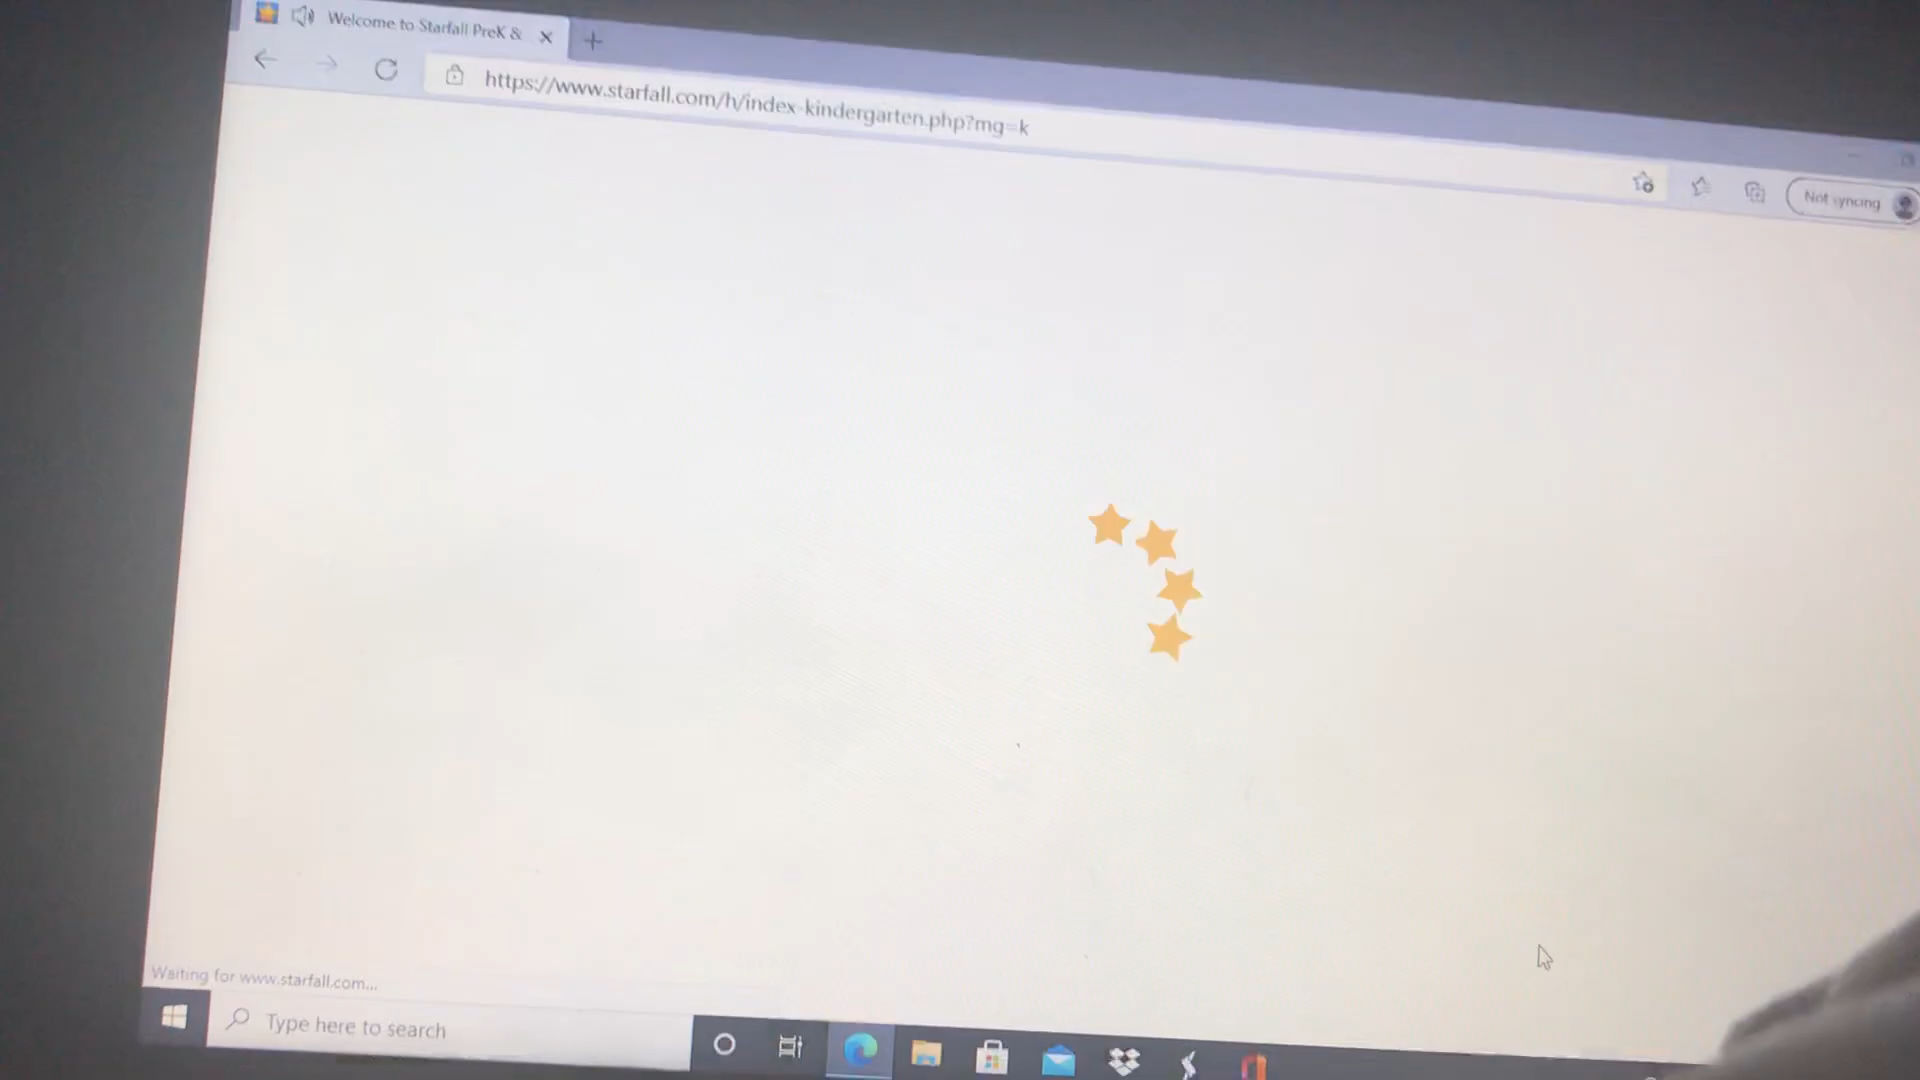 Welcome to Starfall PreK &
https://www.starfall.com/h/index-kindergarten.php?mg=k
Not syncing
Waiting for www.starfall.com...
Type here to search